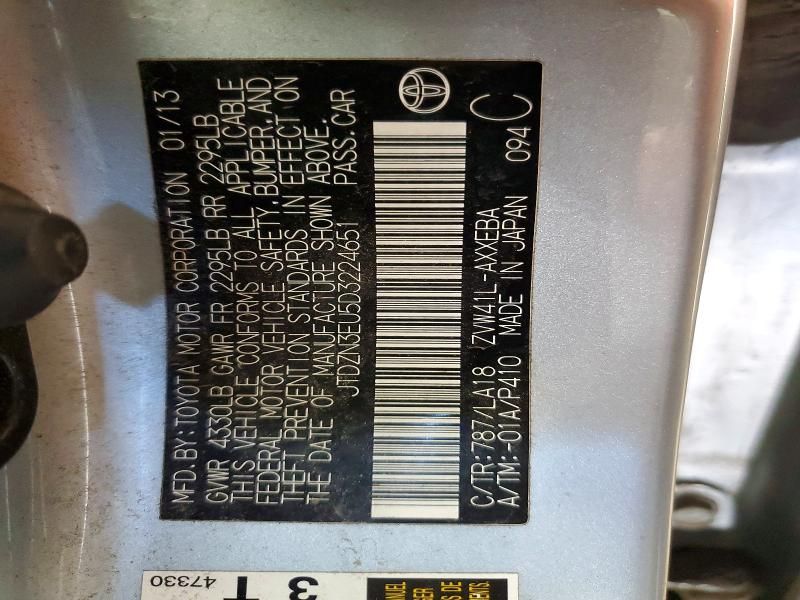 MFD. BY: TOYOTA MOTOR CORPORATION 01/13
GVWR 4330LB GAWR FR 2295LB RR 2295LB
THIS VEHICLE CONFORMS TO ALL APPLICABLE
FEDERAL MOTOR VEHICLE SAFETY, BUMPER, AND
THEFT PREVENTION STANDARDS IN EFFECT ON
THE DATE OF MANUFACTURE SHOWN ABOVE.
JTDZN3EU5D3224651 PASS. CAR
C/TR: 787/LA18 ZVW41L-AXXEBA
A/TM: -01A/P410 MADE IN JAPAN 094 C
47330
3 T